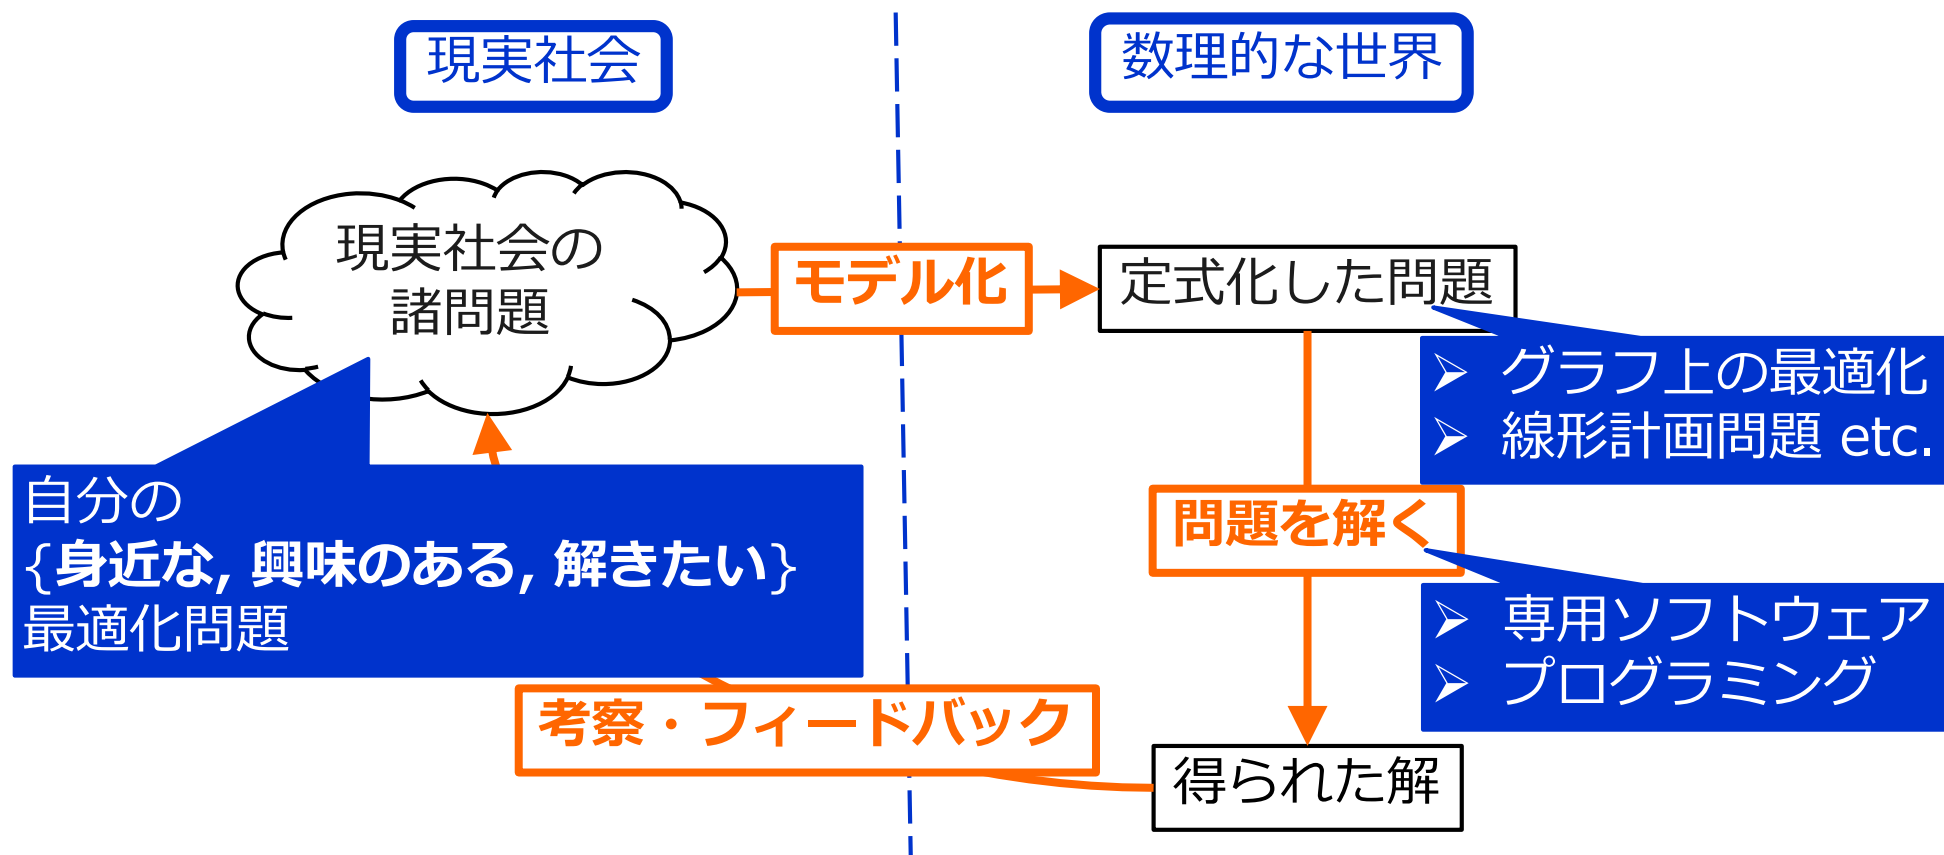 現実社会
数理的な世界
現実社会の
諸問題
モデル化
定式化した問題
グラフ上の最適化
線形計画問題 etc.
自分の
{身近な, 興味のある, 解きたい}
最適化問題
問題を解く
専用ソフトウェア
プログラミング
考察・フィードバック
得られた解